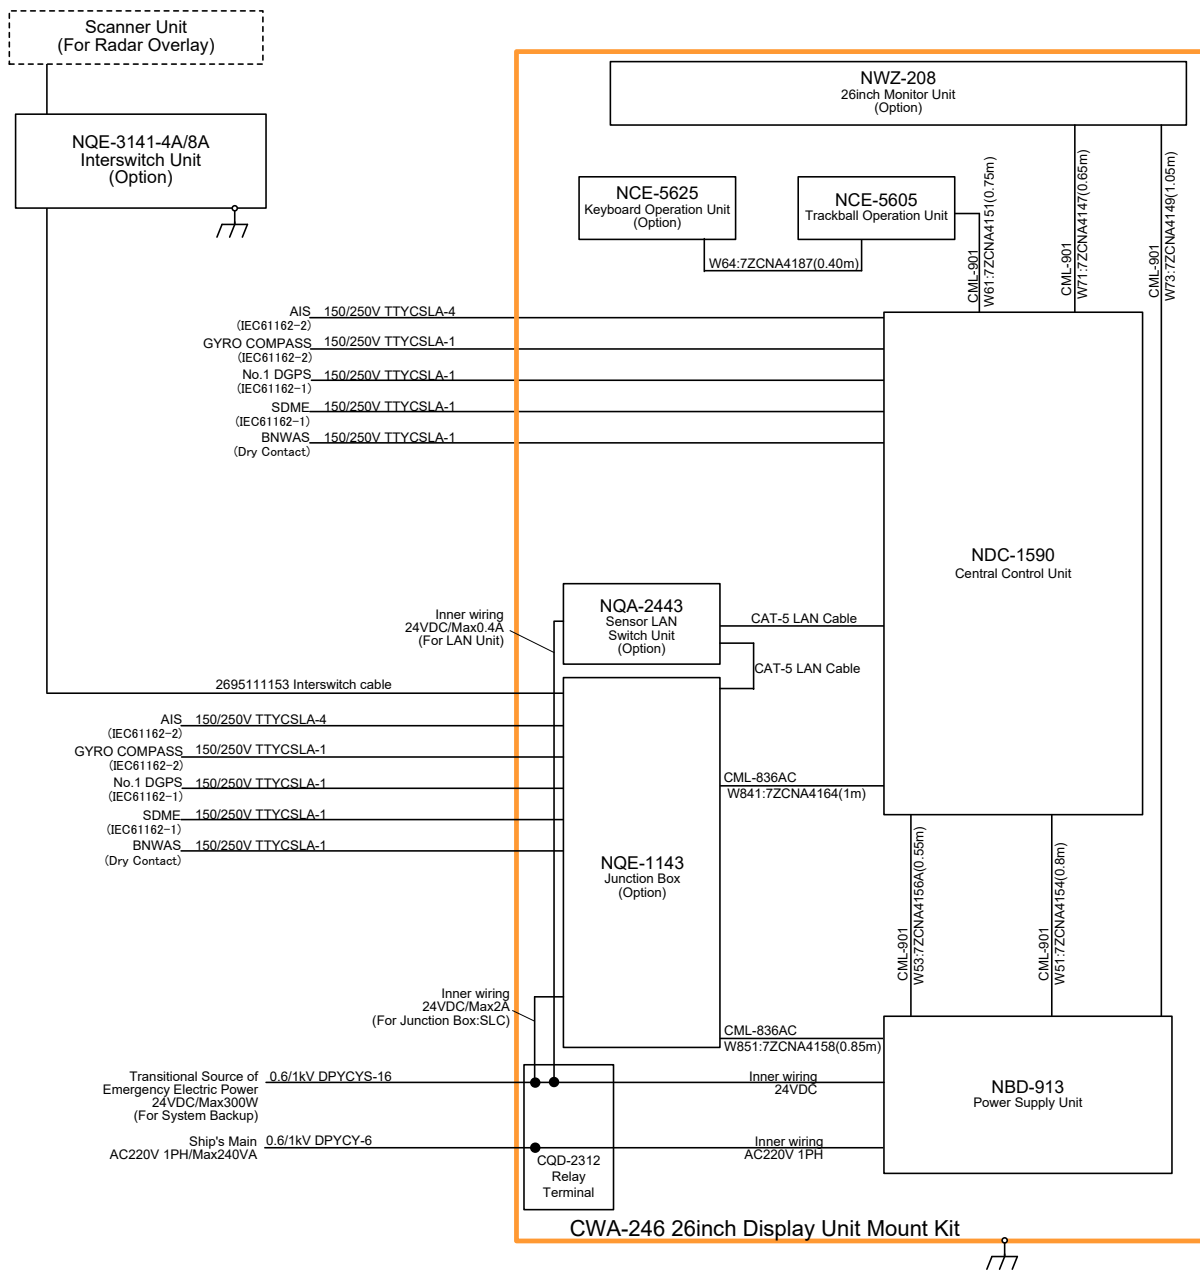 Scanner Unit
(For Radar Overlay)
NQE-3141-4A/8A
Interswitch Unit
(Option)
NWZ-208
26inch Monitor Unit
(Option)
NCE-5625
Keyboard Operation Unit
(Option)
NCE-5605
Trackball Operation Unit
W64:7ZCNA4187(0.40m)
CML-901
W61:7ZCNA4151(0.75m)
CML-901
W71:7ZCNA4147(0.65m)
CML-901
W73:7ZCNA4149(1.05m)
AIS 150/250V TTYCSLA-4
(IEC61162-2)
GYRO COMPASS 150/250V TTYCSLA-1
(IEC61162-2)
No.1 DGPS 150/250V TTYCSLA-1
(IEC61162-1)
SDME 150/250V TTYCSLA-1
(IEC61162-1)
BNWAS 150/250V TTYCSLA-1
(Dry Contact)
NDC-1590
Central Control Unit
NQA-2443
Sensor LAN
Switch Unit
(Option)
Inner wiring
24VDC/Max0.4A
(For LAN Unit)
CAT-5 LAN Cable
CAT-5 LAN Cable
2695111153 Interswitch cable
AIS 150/250V TTYCSLA-4
(IEC61162-2)
GYRO COMPASS 150/250V TTYCSLA-1
(IEC61162-2)
No.1 DGPS 150/250V TTYCSLA-1
(IEC61162-1)
SDME 150/250V TTYCSLA-1
(IEC61162-1)
BNWAS 150/250V TTYCSLA-1
(Dry Contact)
CML-836AC
W841:7ZCNA4164(1m)
NQE-1143
Junction Box
(Option)
CML-901
W53:7ZCNA4156A(0.55m)
CML-901
W51:7ZCNA4154(0.8m)
Inner wiring
24VDC/Max2A
(For Junction Box:SLC)
CML-836AC
W851:7ZCNA4158(0.85m)
Transitional Source of
Emergency Electric Power
24VDC/Max300W
(For System Backup)
0.6/1kV DPYCYS-16
Inner wiring
24VDC
NBD-913
Power Supply Unit
Ship's Main
AC220V 1PH/Max240VA
0.6/1kV DPYCY-6
Inner wiring
AC220V 1PH
CQD-2312
Relay
Terminal
CWA-246 26inch Display Unit Mount Kit